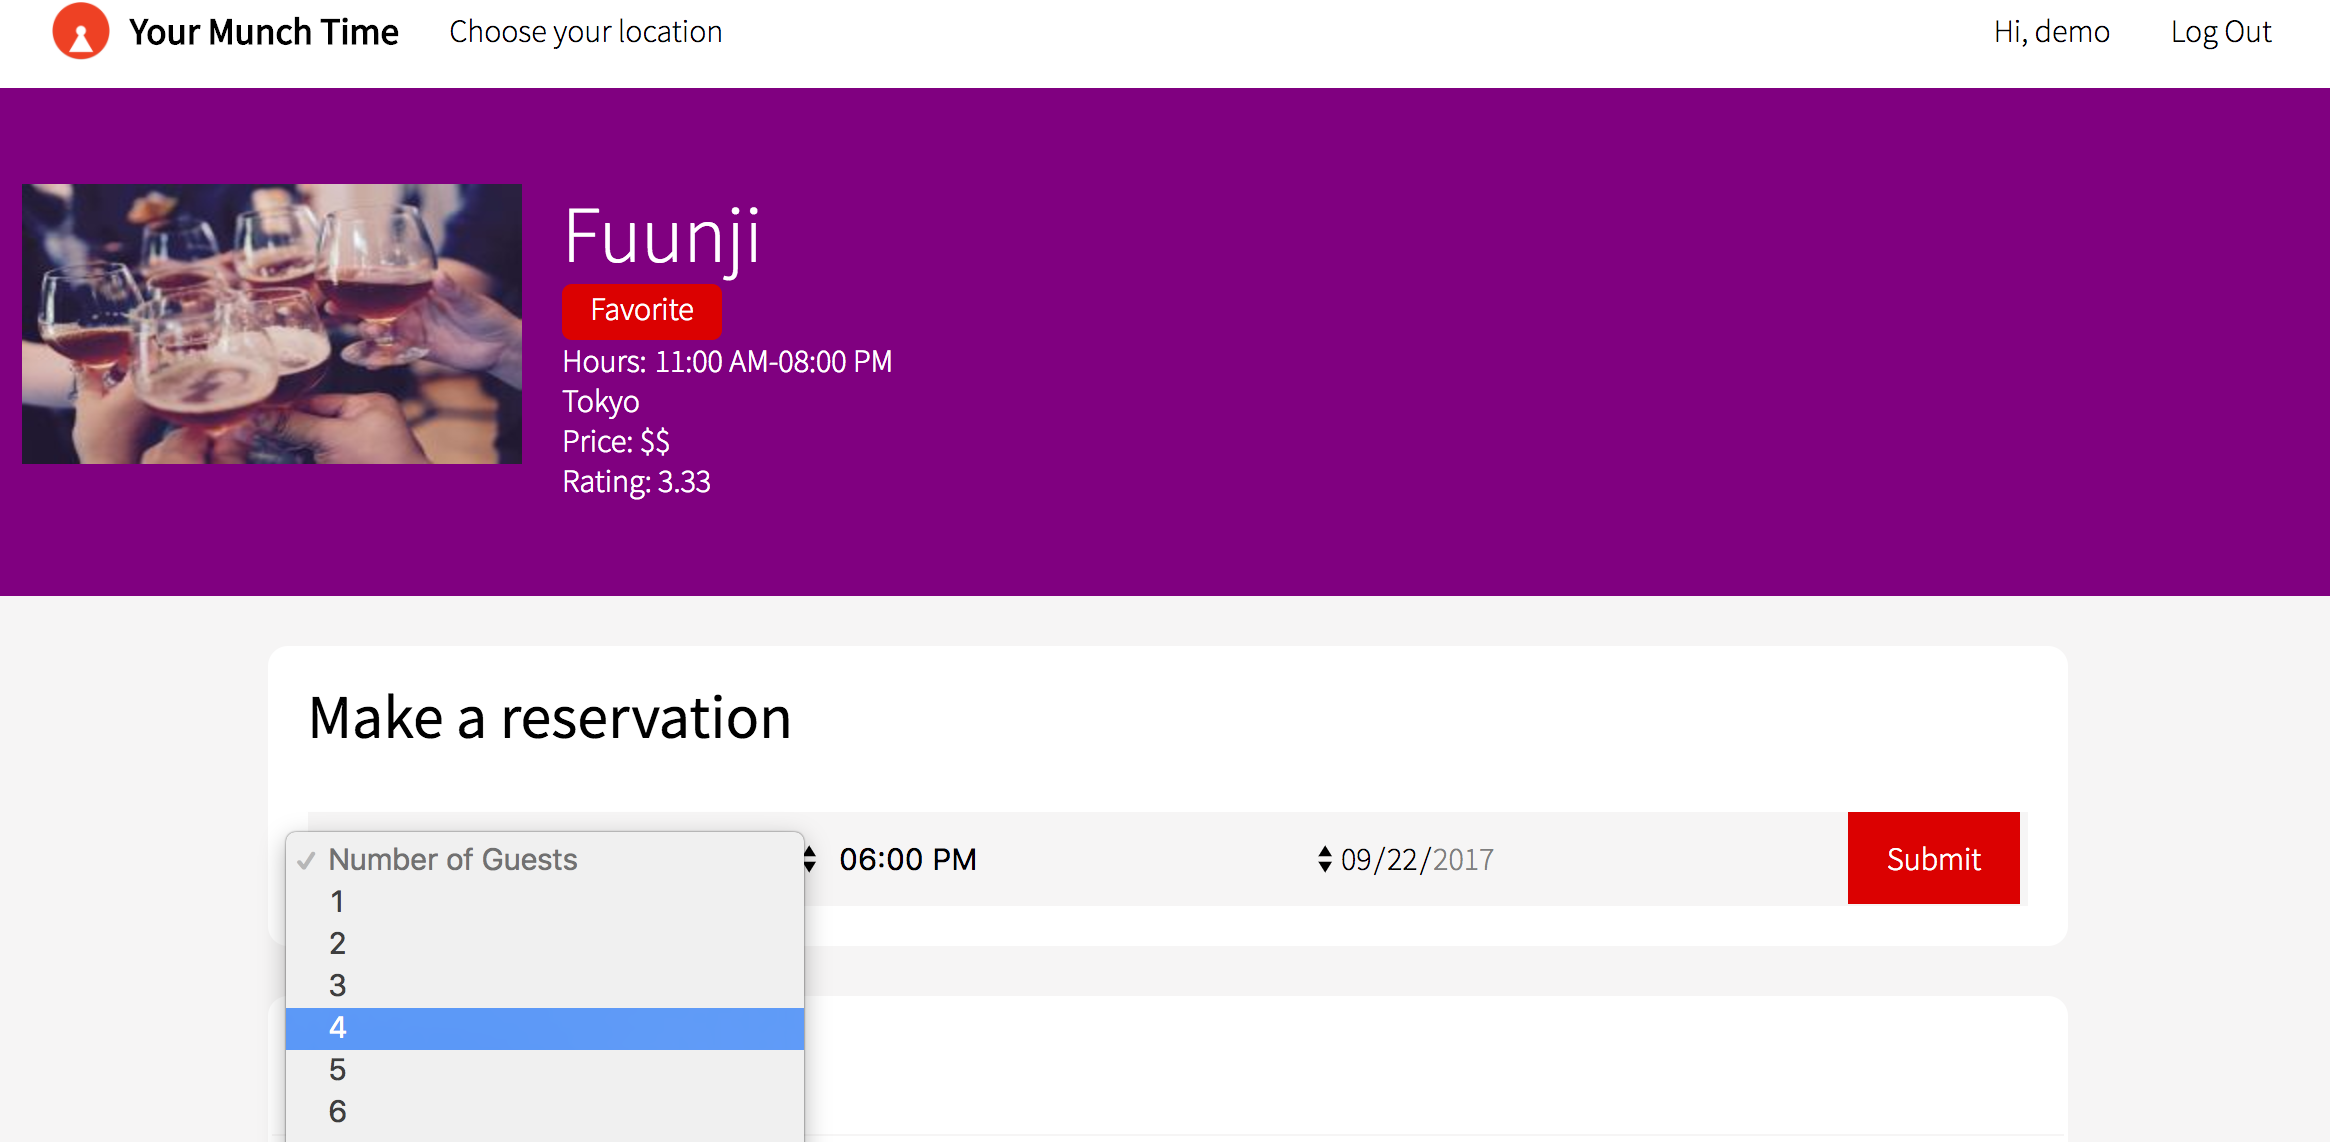 Your Munch Time Choose your location Hi, demo Log Out
Fuunji
Favorite
Hours: 11:00 AM-08:00 PM
Tokyo
Price: $$
Rating: 3.33
Make a reservation
✓ Number of Guests 06:00 PM 09/22/2017 Submit
1
2
3
4
5
6